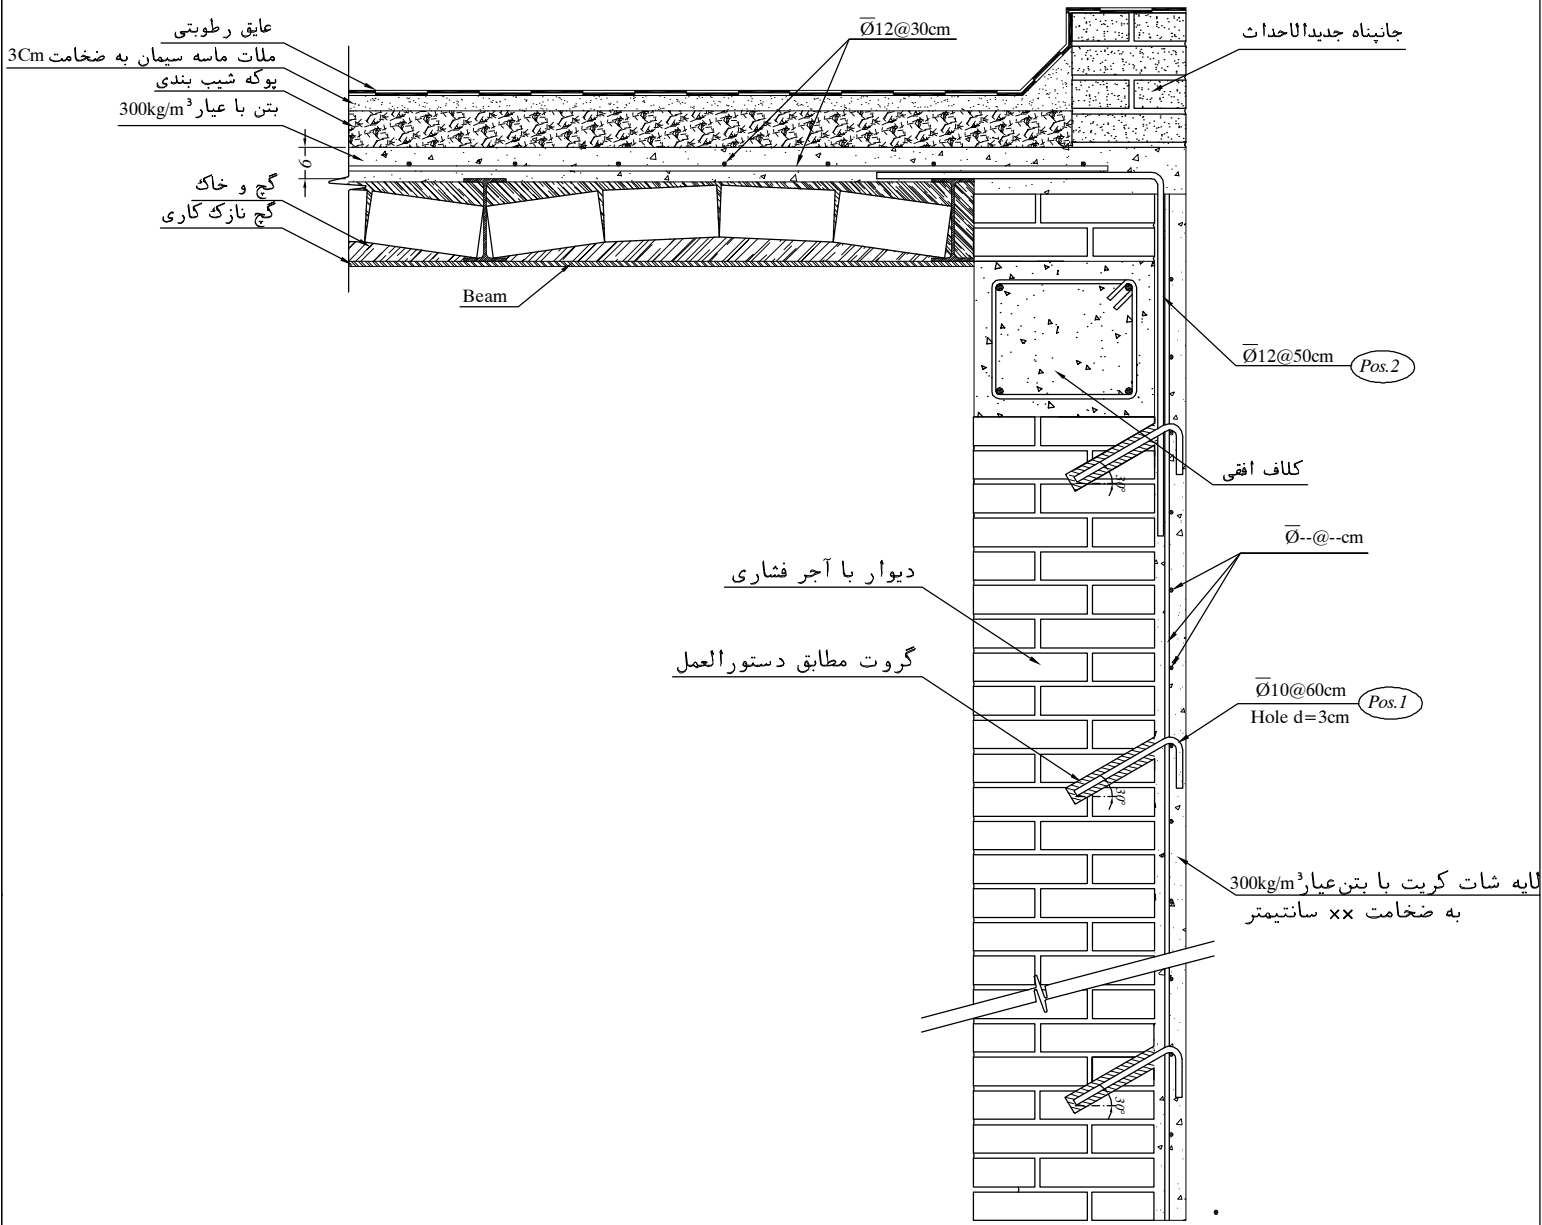 عایق رطوبتی
ملات ماسه سیمان به ضخامت 3Cm
پوکه شیب بندی
بتن با عیار 300kg/m³
6
گچ و خاک
گچ نازک کاری
Beam
Ø12@30cm
جانپناه جدیدالاحداث
Ø12@50cm
Pos.2
کلاف افقی
30°
Ø--@--cm
دیوار با آجر فشاری
گروت مطابق دستورالعمل
Ø10@60cm
Pos.1
Hole d=3cm
30°
لایه شات کریت با بتن عیار 300kg/m³
به ضخامت xx سانتیمتر
30°